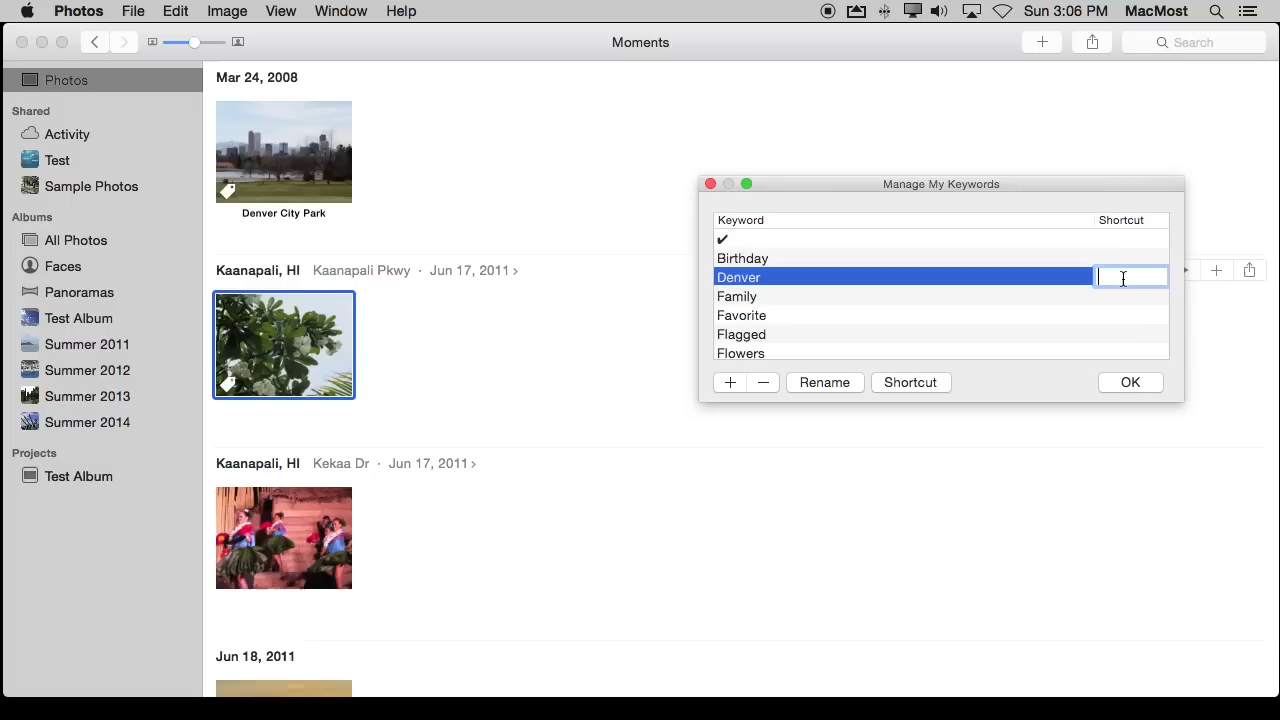 Photos File Edit Image View Window Help Sun 3:06 PM MacMost
Moments
Search
Photos
Shared
Activity
Test
Sample Photos
Albums
All Photos
Faces
Panoramas
Test Album
Summer 2011
Summer 2012
Summer 2013
Summer 2014
Projects
Test Album
Mar 24, 2008
Denver City Park
Kaanapali, HI Kaanapali Pkwy · Jun 17, 2011 >
Kaanapali, HI Kekaa Dr · Jun 17, 2011 >
Jun 18, 2011
Manage My Keywords
Keyword Shortcut
✔
Birthday
Denver
Family
Favorite
Flagged
Flowers
+ − Rename Shortcut OK